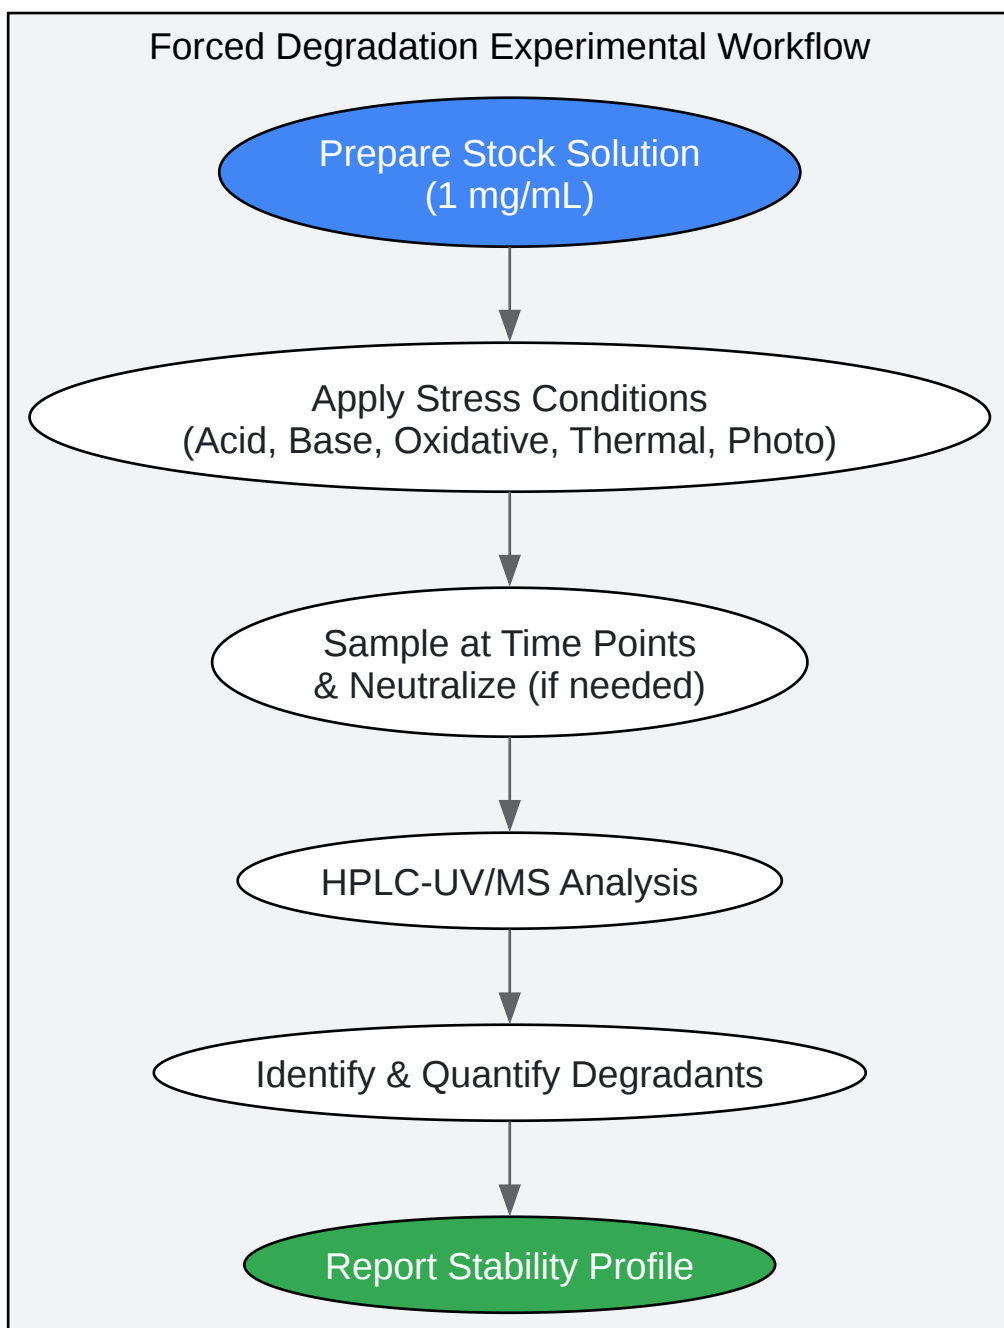 Forced Degradation Experimental Workflow
Prepare Stock Solution
(1 mg/mL)
Apply Stress Conditions
(Acid, Base, Oxidative, Thermal, Photo)
Sample at Time Points
& Neutralize (if needed)
HPLC-UV/MS Analysis
Identify & Quantify Degradants
Report Stability Profile